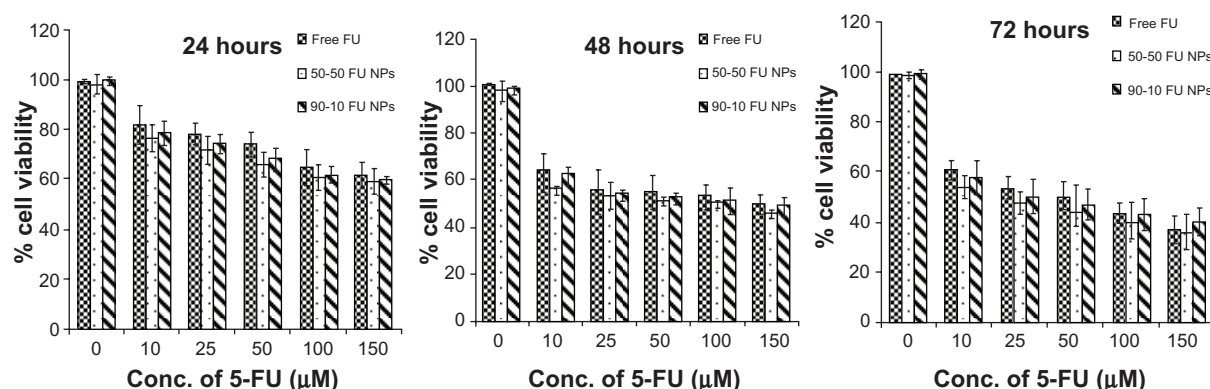 24 hours
% cell viability
120
100
80
60
40
20
0
0 10 25 50 100 150
Conc. of 5-FU (µM)
Free FU
50-50 FU NPs
90-10 FU NPs
48 hours
% cell viability
120
100
80
60
40
20
0
0 10 25 50 100 150
Conc. of 5-FU (µM)
Free FU
50-50 FU NPs
90-10 FU NPs
72 hours
% cell viability
120
100
80
60
40
20
0
0 10 25 50 100 150
Conc. of 5-FU (µM)
Free FU
50-50 FU NPs
90-10 FU NPs